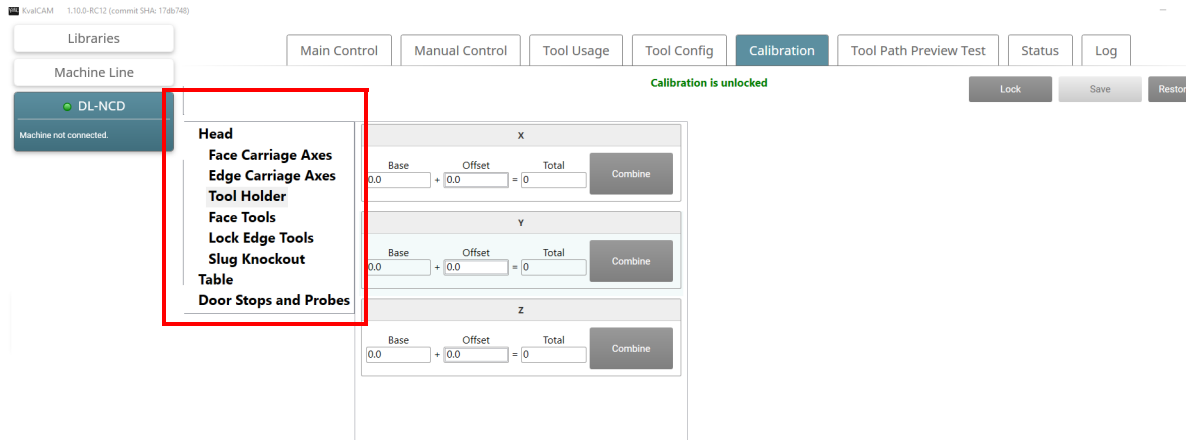 KvalCAM 1.10.0-RC12 (commit SHA: 17db748)
Libraries
Machine Line
DL-NCD
Machine not connected.
Main Control Manual Control Tool Usage Tool Config Calibration Tool Path Preview Test Status Log
Calibration is unlocked
Lock Save Restor
Head
Face Carriage Axes
Edge Carriage Axes
Tool Holder
Face Tools
Lock Edge Tools
Slug Knockout
Table
Door Stops and Probes
X
Base Offset Total
0.0 + 0.0 = 0 Combine
Y
Base Offset Total
0.0 + 0.0 = 0 Combine
Z
Base Offset Total
0.0 + 0.0 = 0 Combine